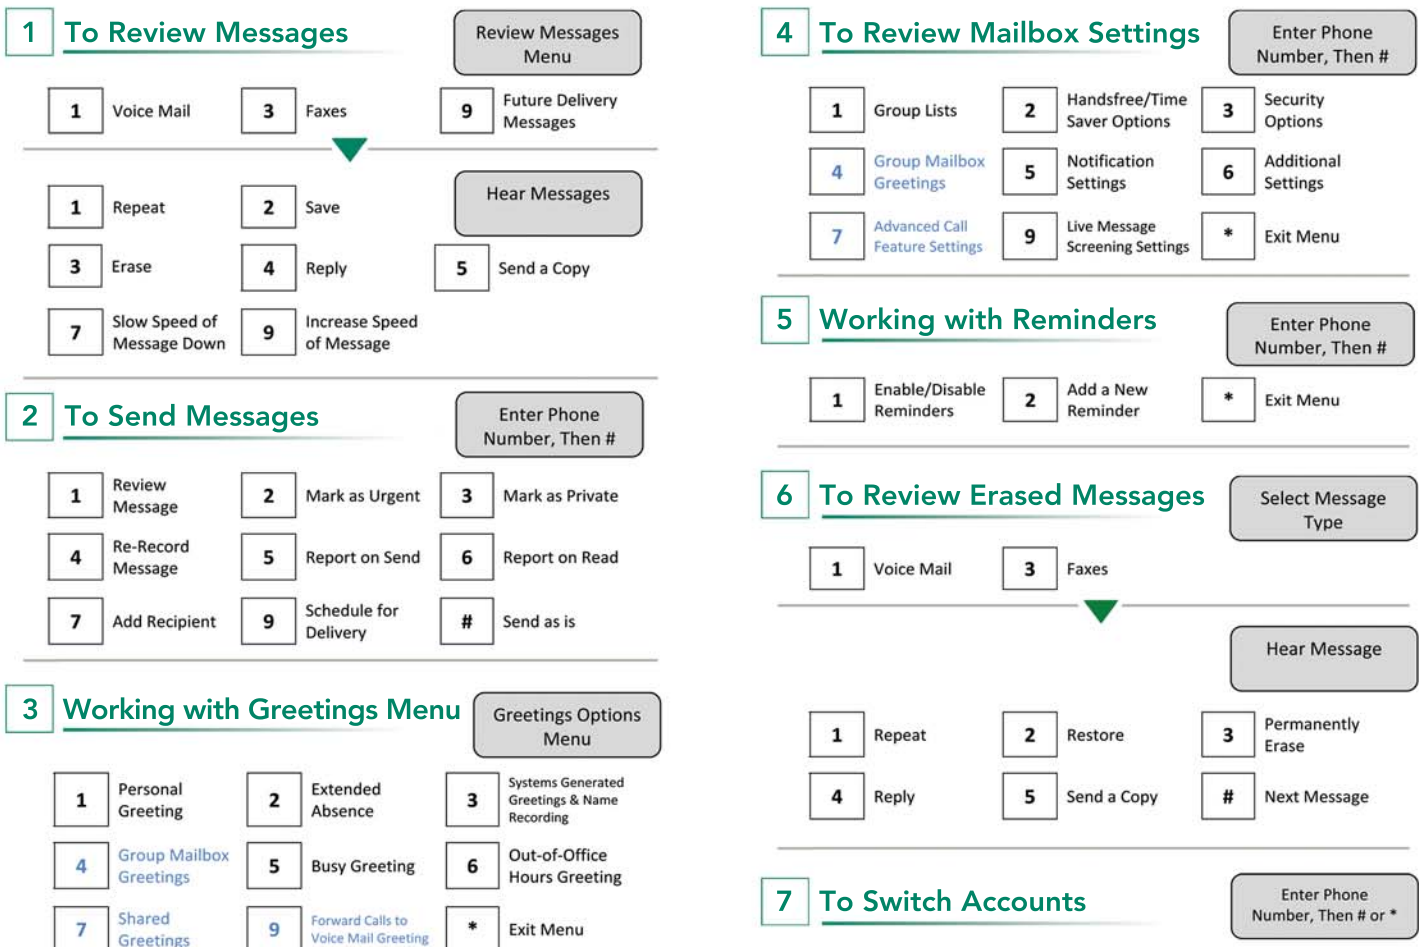 1 To Review Messages
Review Messages
Menu
1 Voice Mail
3 Faxes
9 Future Delivery
Messages
Hear Messages
1 Repeat
2 Save
3 Erase
4 Reply
5 Send a Copy
7 Slow Speed of
Message Down
9 Increase Speed
of Message
2 To Send Messages
Enter Phone
Number, Then #
1 Review
Message
2 Mark as Urgent
3 Mark as Private
4 Re-Record
Message
5 Report on Send
6 Report on Read
7 Add Recipient
9 Schedule for
Delivery
# Send as is
3 Working with Greetings Menu
Greetings Options
Menu
1 Personal
Greeting
2 Extended
Absence
3 Systems Generated
Greetings & Name
Recording
4 Group Mailbox
Greetings
5 Busy Greeting
6 Out-of-Office
Hours Greeting
7 Shared
Greetings
9 Forward Calls to
Voice Mail Greeting
* Exit Menu
4 To Review Mailbox Settings
Enter Phone
Number, Then #
1 Group Lists
2 Handsfree/Time
Saver Options
3 Security
Options
4 Group Mailbox
Greetings
5 Notification
Settings
6 Additional
Settings
7 Advanced Call
Feature Settings
9 Live Message
Screening Settings
* Exit Menu
5 Working with Reminders
Enter Phone
Number, Then #
1 Enable/Disable
Reminders
2 Add a New
Reminder
* Exit Menu
6 To Review Erased Messages
Select Message
Type
1 Voice Mail
3 Faxes
Hear Message
1 Repeat
2 Restore
3 Permanently
Erase
4 Reply
5 Send a Copy
# Next Message
7 To Switch Accounts
Enter Phone
Number, Then # or *